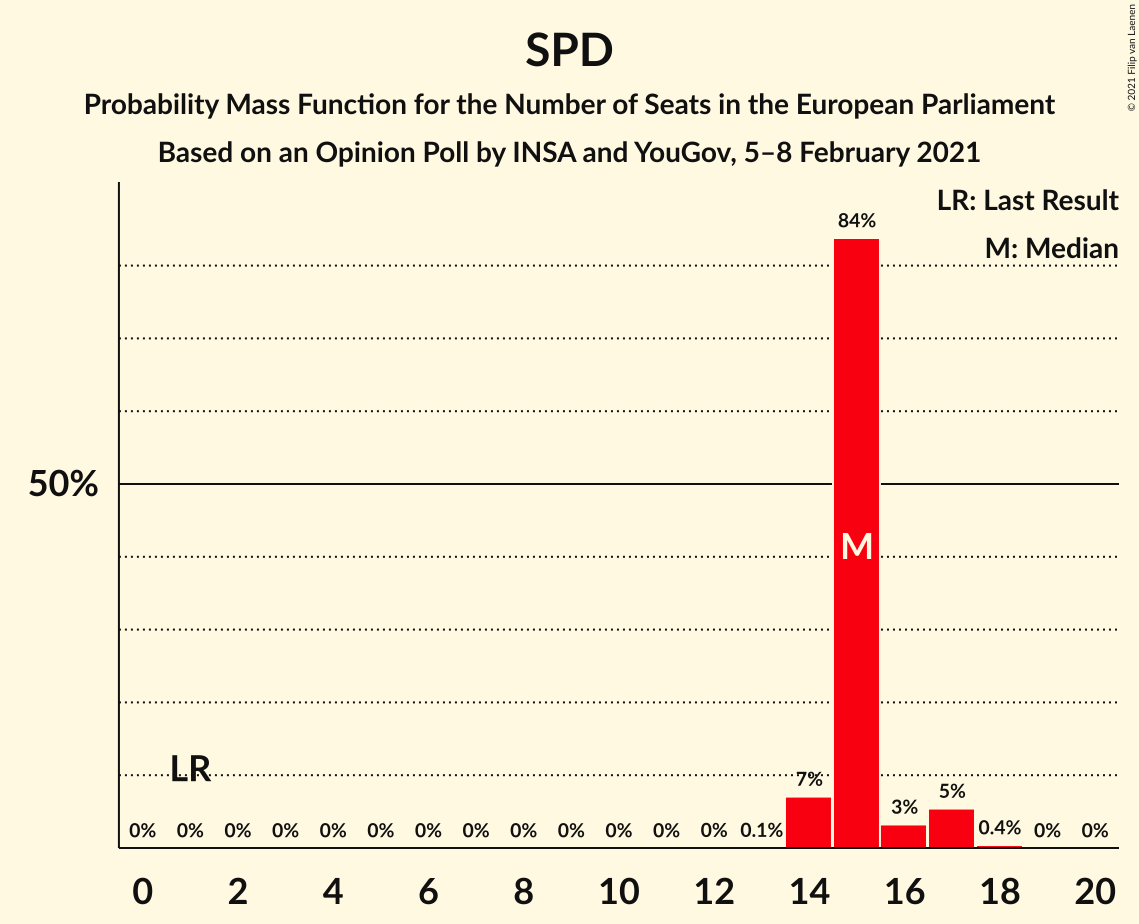 SPD
Probability Mass Function for the Number of Seats in the European Parliament
Based on an Opinion Poll by INSA and YouGov, 5–8 February 2021
© 2021 Filip van Laenen
LR: Last Result
M: Median
84%
50%
M
LR
7%
5%
3%
0% 0% 0% 0% 0% 0% 0% 0% 0% 0% 0% 0% 0% 0.1% 0.4% 0% 0%
0 2 4 6 8 10 12 14 16 18 20